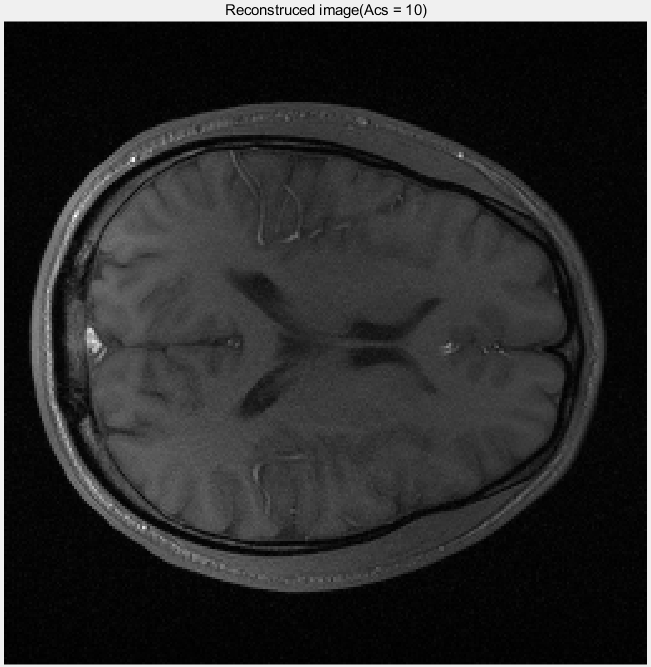 Reconstruced image(Acs = 10)